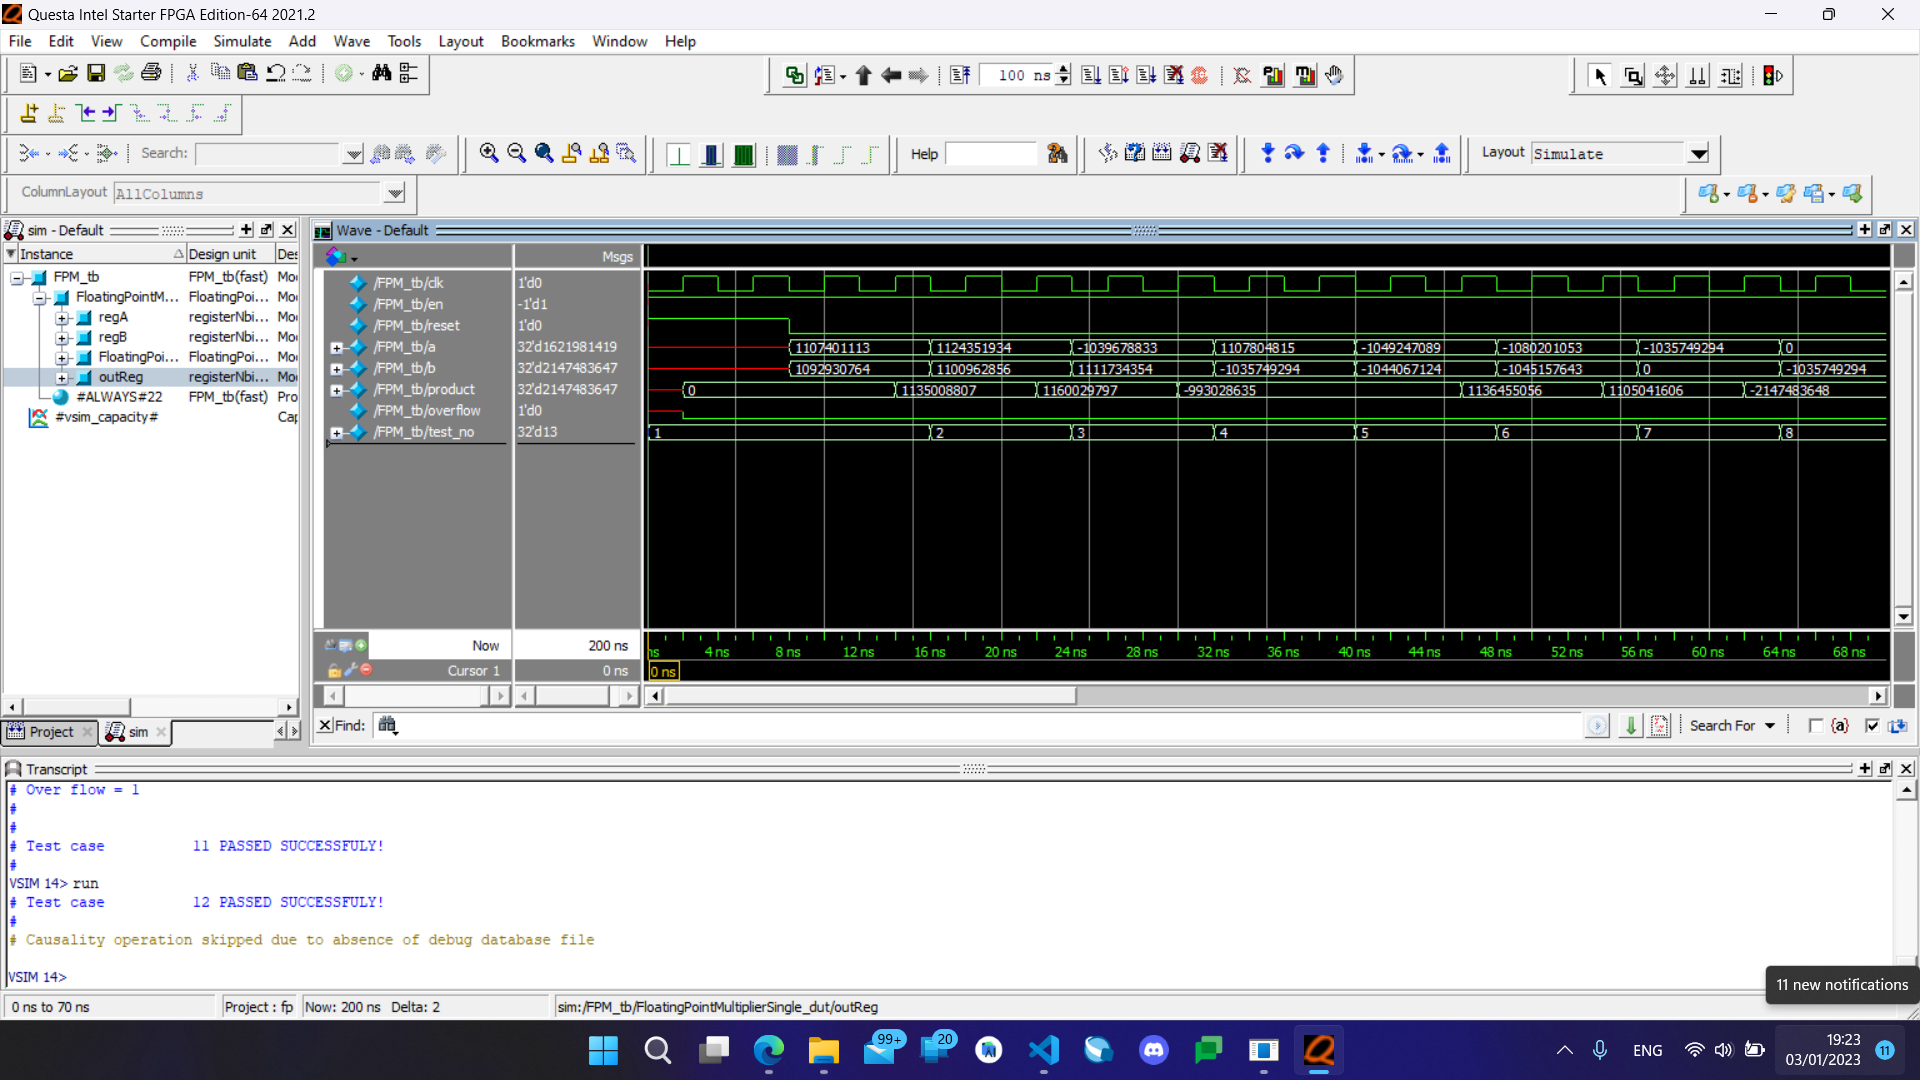 Questa Intel Starter FPGA Edition-64 2021.2
File Edit View Compile Simulate Add Wave Tools Layout Bookmarks Window Help
100 ns
Search:
Help
Layout Simulate
ColumnLayout AllColumns
sim - Default
Instance Design unit Des
FPM_tb FPM_tb(fast) Mod
FloatingPointM... FloatingPoi... Mod
regA registerNbi... Mod
regB registerNbi... Mod
FloatingPoi... FloatingPoi... Mod
outReg registerNbi... Mod
#ALWAYS#22 FPM_tb(fast) Pro
#vsim_capacity# Cap
Project sim
Wave - Default
Msgs
/FPM_tb/clk 1'd0
/FPM_tb/en -1'd1
/FPM_tb/reset 1'd0
/FPM_tb/a 32'd1621981419 1107401113 1124351934 -1039678833 1107804815 -1049247089 -1080201053 -1035749294 0
/FPM_tb/b 32'd2147483647 1092930764 1100962856 1111734354 -1035749294 -1044067124 -1045157643 0 -1035749294
/FPM_tb/product 32'd2147483647 0 1135008807 1160029797 -993028635 1136455056 1105041606 -2147483648
/FPM_tb/overflow 1'd0
/FPM_tb/test_no 32'd13 1 2 3 4 5 6 7 8
Now 200 ns ns 4 ns 8 ns 12 ns 16 ns 20 ns 24 ns 28 ns 32 ns 36 ns 40 ns 44 ns 48 ns 52 ns 56 ns 60 ns 64 ns 68 ns
Cursor 1 0 ns 0 ns
Find: Search For {a}
Transcript
# Over flow = 1
#
#
# Test case 11 PASSED SUCCESSFULY!
#
VSIM 14> run
# Test case 12 PASSED SUCCESSFULY!
#
# Causality operation skipped due to absence of debug database file
VSIM 14>
11 new notifications
0 ns to 70 ns Project : fp Now: 200 ns Delta: 2 sim:/FPM_tb/FloatingPointMultiplierSingle_dut/outReg
99+ 20 ENG 19:23
03/01/2023 11